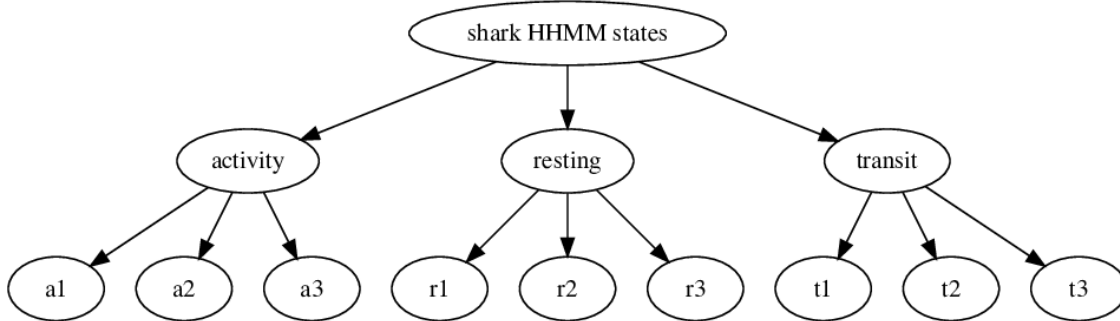 shark HHMM states
activity
resting
transit
a1
a2
a3
r1
r2
r3
t1
t2
t3